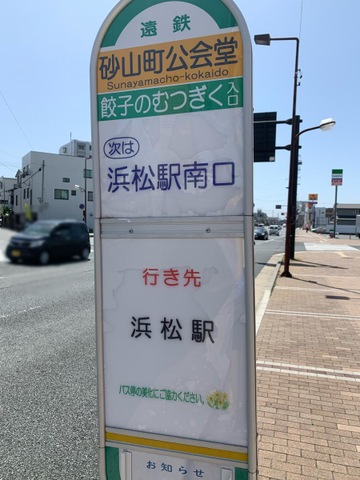 遠鉄
砂山町公会堂
Sunayamacho-kokaido
餃子のむつぎく入口
次は
浜松駅南口
行き先
浜松駅
バス停の美化にご協力ください。
お知らせ